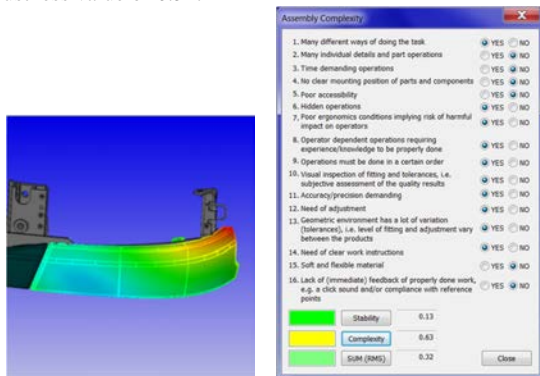 Assembly Complexity
1. Many different ways of doing the task YES NO
2. Many individual details and part operations YES NO
3. Time demanding operations YES NO
4. No clear mounting position of parts and components YES NO
5. Poor accessibility YES NO
6. Hidden operations YES NO
7. Poor ergonomics conditions implying risk of harmful YES NO
impact on operators
8. Operator dependent operations requiring YES NO
experience/knowledge to be properly done
9. Operations must be done in a certain order YES NO
10. Visual inspection of fitting and tolerances, i.e. YES NO
subjective assessment of the quality results
11. Accuracy/precision demanding YES NO
12. Need of adjustment YES NO
13. Geometric environment has a lot of variation YES NO
(tolerances), i.e. level of fitting and adjustment vary
between the products
14. Need of clear work instructions YES NO
15. Soft and flexible material YES NO
16. Lack of (immediate) feedback of properly done work, YES NO
e.g. a click sound and/or compliance with reference
points
Stability 0.13
Complexity 0.63
SUM (RMS) 0.32 Close